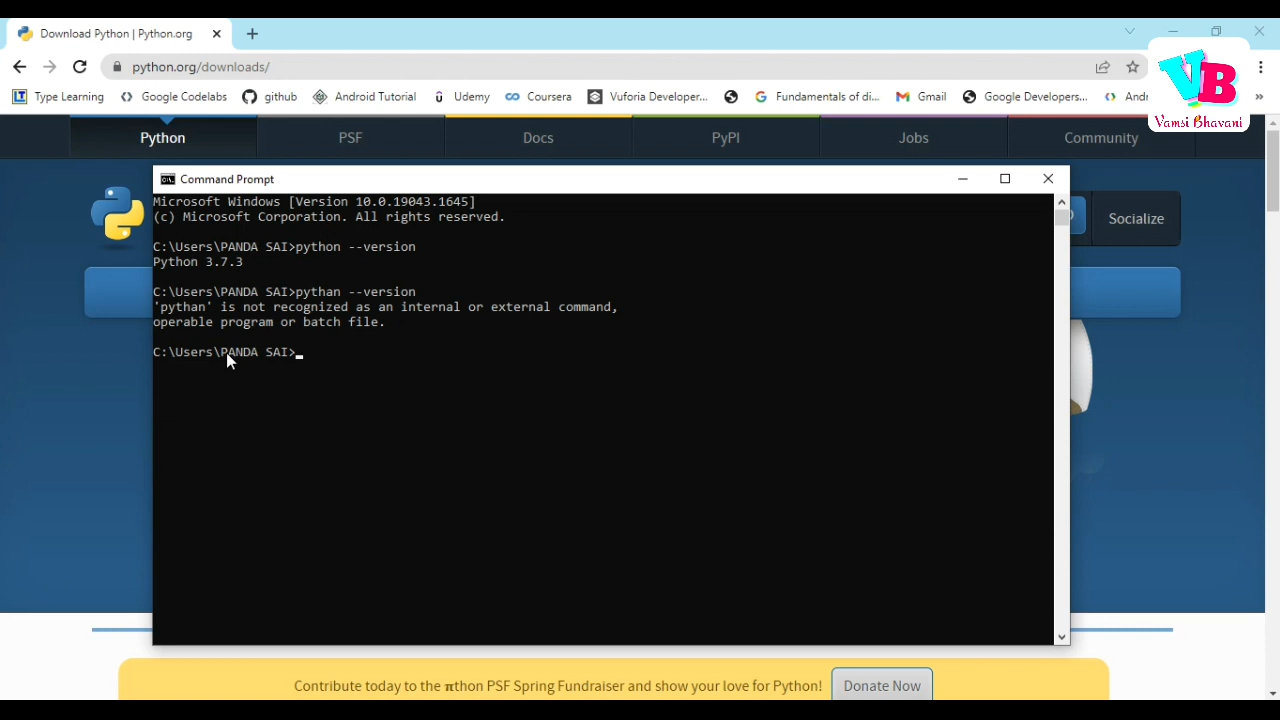 Download Python | Python.org
python.org/downloads/
Type Learning
Google Codelabs
github
Android Tutorial
Udemy
Coursera
Vuforia Developer...
Fundamentals of di...
Gmail
Google Developers...
Andr
VB
Vamsi Bhavani
Python
PSF
Docs
PyPI
Jobs
Community
Socialize
Command Prompt
Microsoft Windows [Version 10.0.19043.1645]
(c) Microsoft Corporation. All rights reserved.
C:\Users\PANDA SAI>python --version
Python 3.7.3
C:\Users\PANDA SAI>pythan --version
'pythan' is not recognized as an internal or external command,
operable program or batch file.
C:\Users\PANDA SAI>
Contribute today to the πthon PSF Spring Fundraiser and show your love for Python!
Donate Now